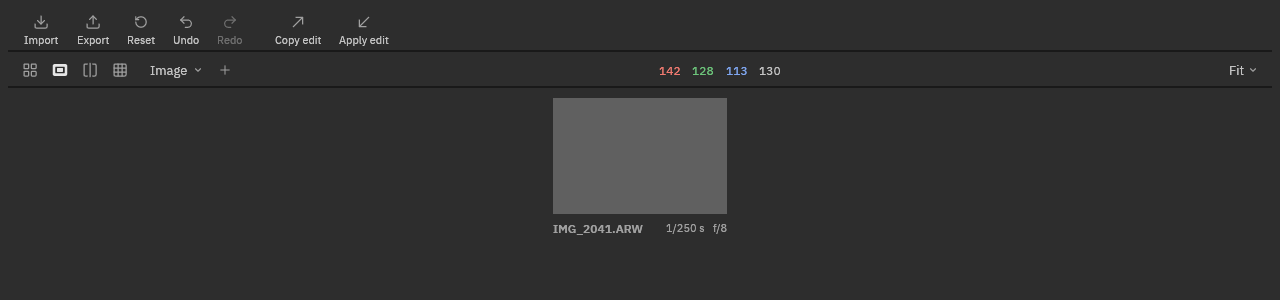 Import Export Reset Undo Redo Copy edit Apply edit
Image 142 128 113 130 Fit
IMG_2041.ARW 1/250 s f/8